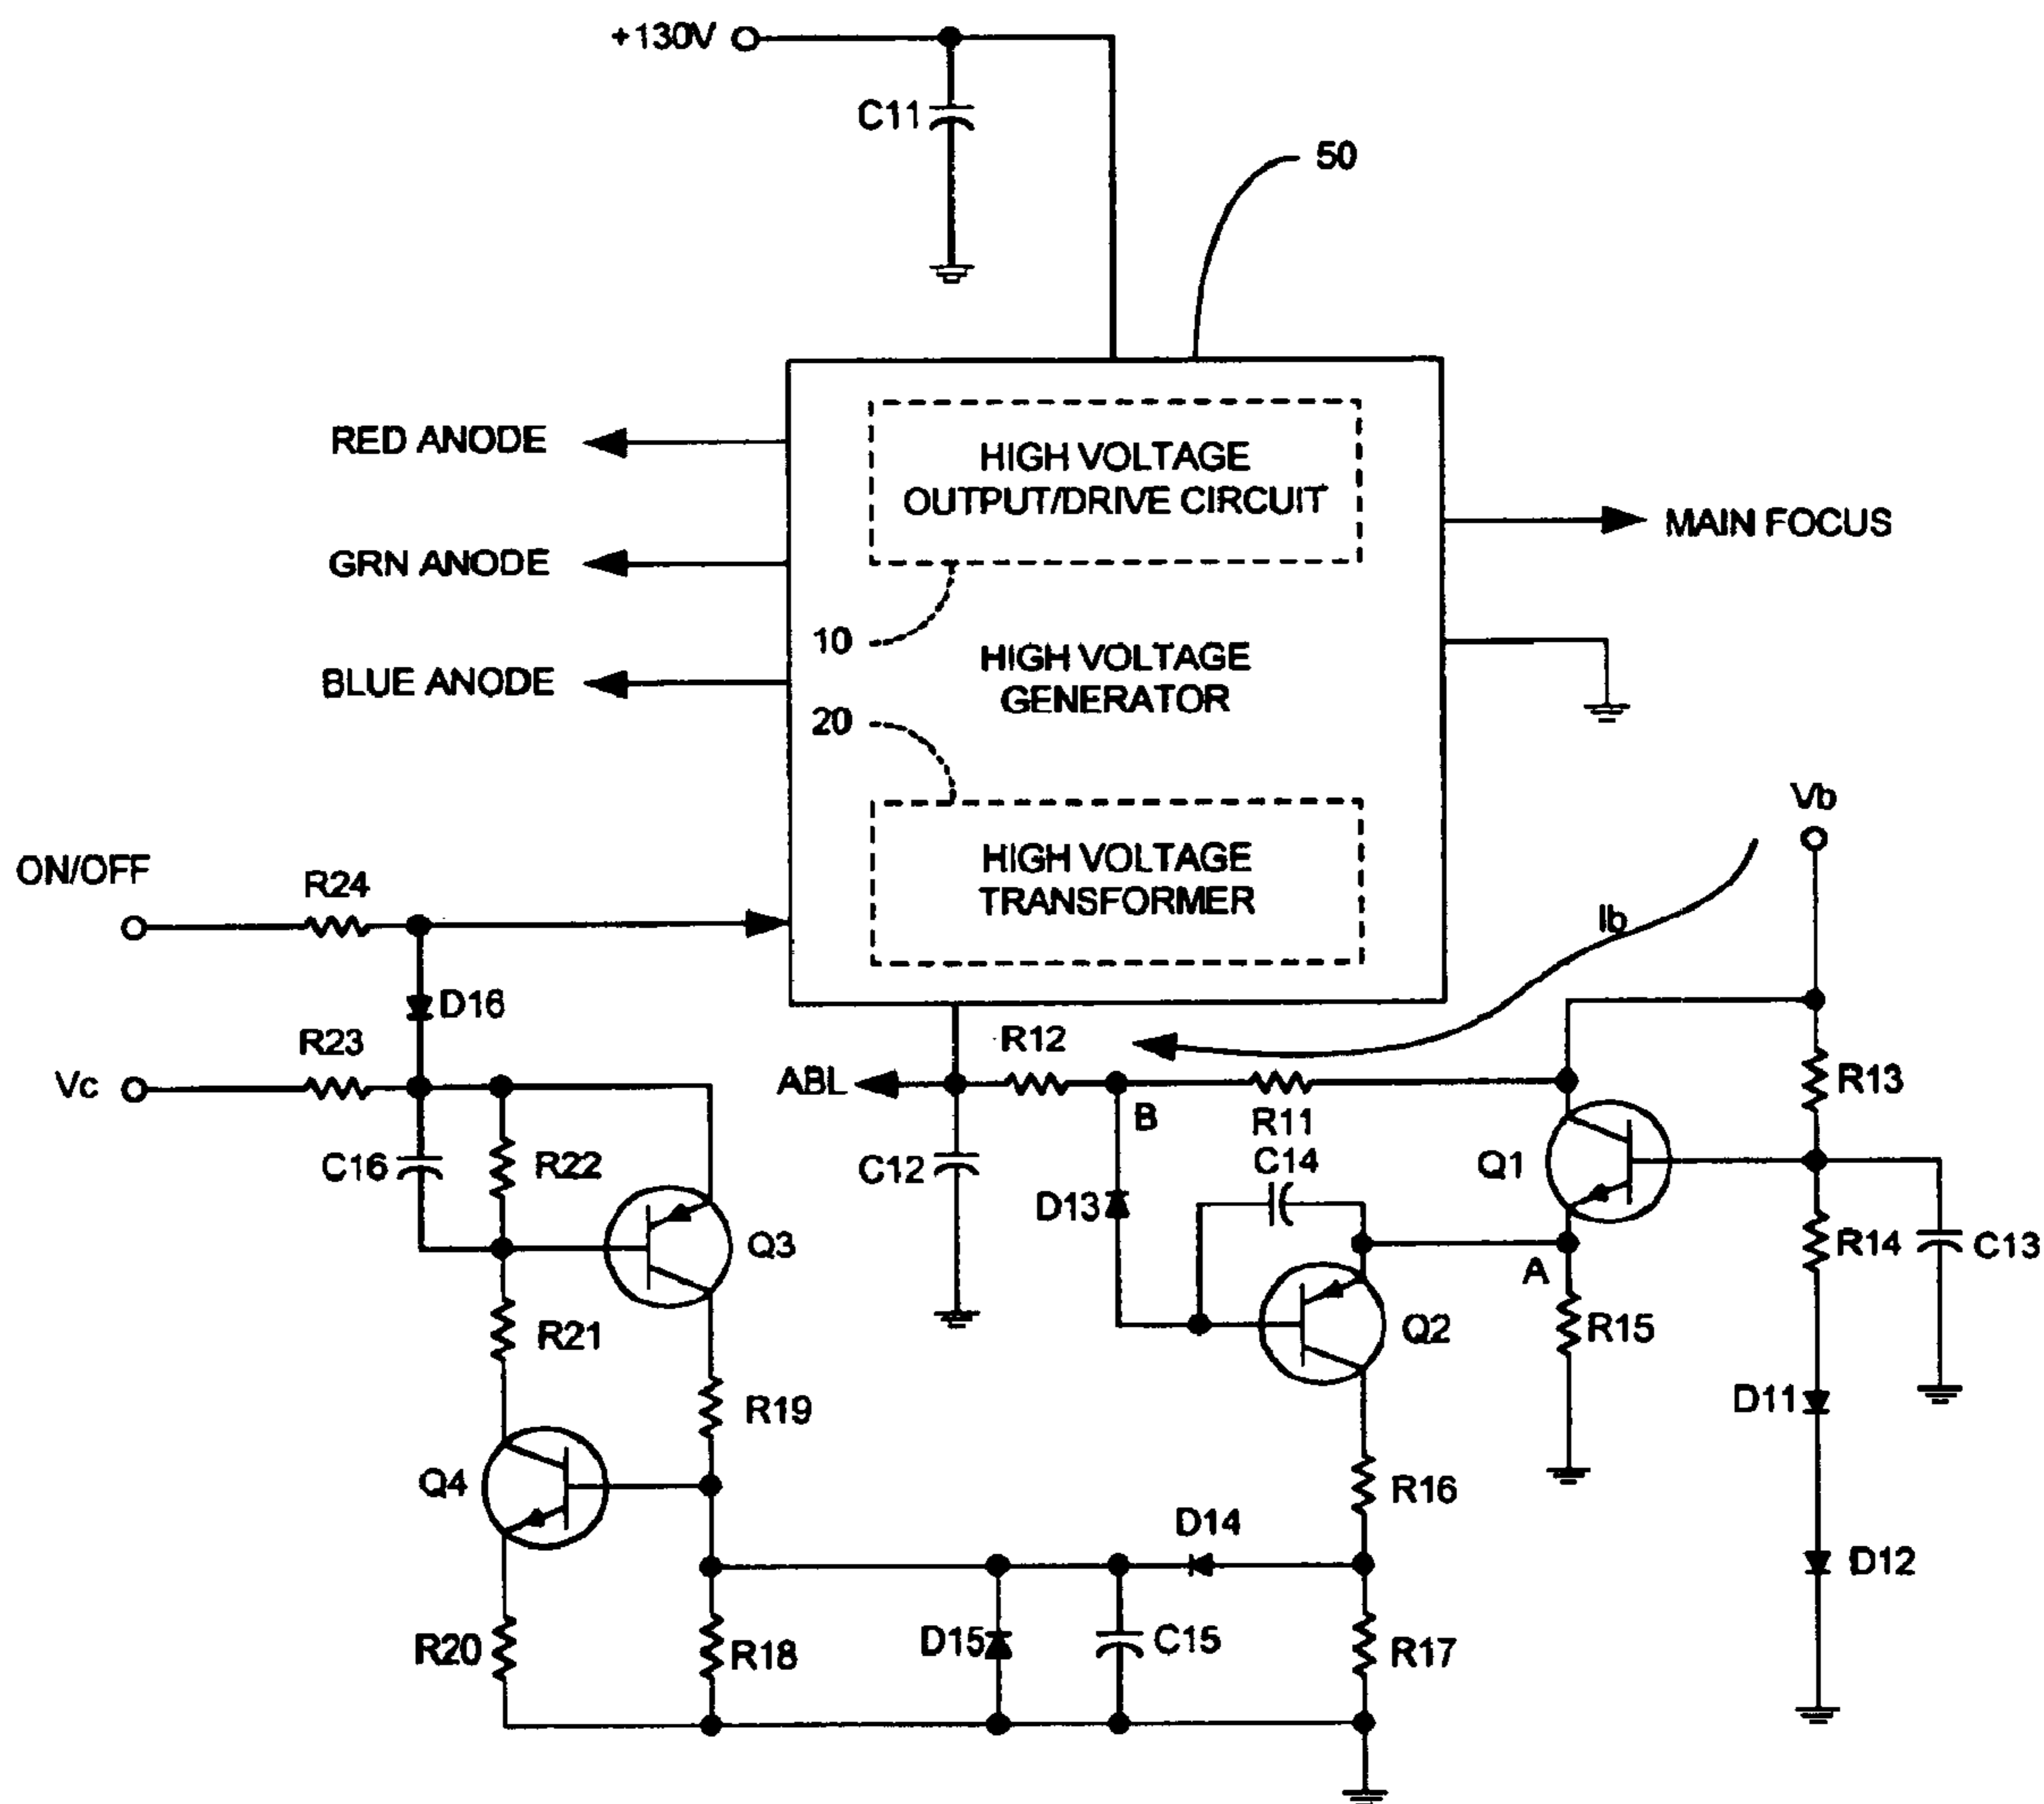 +130V
C11
50
RED ANODE
HIGH VOLTAGE
OUTPUT/DRIVE CIRCUIT
MAIN FOCUS
GRN ANODE
10
HIGH VOLTAGE
GENERATOR
BLUE ANODE
20
Vb
HIGH VOLTAGE
TRANSFORMER
ON/OFF
R24
Ib
D16
R23
R12
Vc
ABL
B
R11
R13
C16
R22
C12
C14
D13
Q1
Q3
A
R14
C13
R21
Q2
R15
R19
D11
Q4
R16
D14
D12
R20
R18
D15
C15
R17